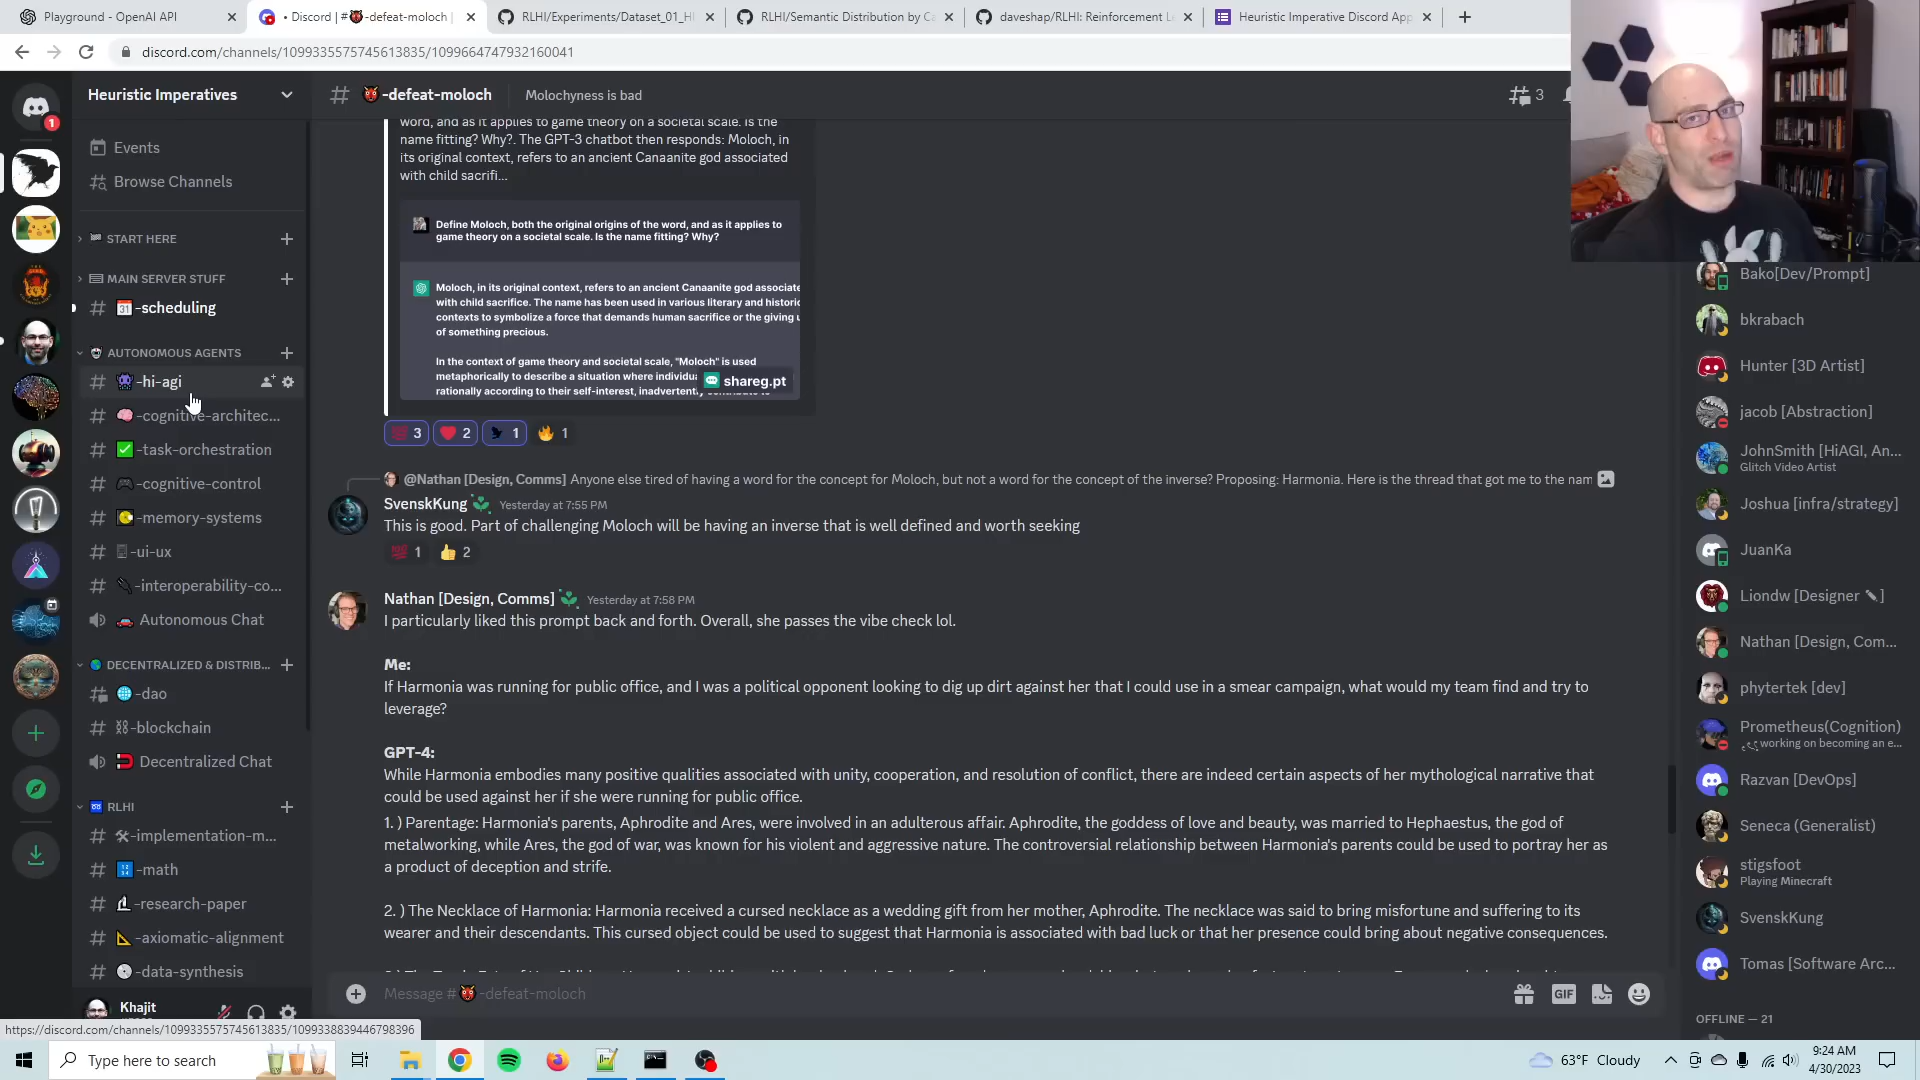 Playground - OpenAI API
• Discord | #👹-defeat-moloch |
RLHI/Experiments/Dataset_01_HI
RLHI/Semantic Distribution by C
daveshap/RLHI: Reinforcement L
Heuristic Imperative Discord App
discord.com/channels/1099335575745613835/1099664747932160041
Heuristic Imperatives
Events
Browse Channels
START HERE
MAIN SERVER STUFF
-scheduling
AUTONOMOUS AGENTS
-hi-agi
-cognitive-architec...
-task-orchestration
-cognitive-control
-memory-systems
-ui-ux
-interoperability-co...
Autonomous Chat
DECENTRALIZED & DISTRIB...
-dao
-blockchain
Decentralized Chat
RLHI
-implementation-m...
-math
-research-paper
-axiomatic-alignment
-data-synthesis
Khajit
https://discord.com/channels/1099335575745613835/1099338839446798396
-defeat-moloch
Molochyness is bad
3
word, and as it applies to game theory on a societal scale. Is the
name fitting? Why?. The GPT-3 chatbot then responds: Moloch, in
its original context, refers to an ancient Canaanite god associated
with child sacrifi...
Define Moloch, both the original origins of the word, and as it applies to
game theory on a societal scale. Is the name fitting? Why?
Moloch, in its original context, refers to an ancient Canaanite god associate
with child sacrifice. The name has been used in various literary and historic
contexts to symbolize a force that demands human sacrifice or the giving u
of something precious.
In the context of game theory and societal scale, "Moloch" is used
metaphorically to describe a situation where individua
rationally according to their self-interest, inadvertently contribute to
shareg.pt
3 2 1 1
@Nathan [Design, Comms] Anyone else tired of having a word for the concept for Moloch, but not a word for the concept of the inverse? Proposing: Harmonia. Here is the thread that got me to the nam
SvenskKung Yesterday at 7:55 PM
This is good. Part of challenging Moloch will be having an inverse that is well defined and worth seeking
1 2
Nathan [Design, Comms] Yesterday at 7:58 PM
I particularly liked this prompt back and forth. Overall, she passes the vibe check lol.
Me:
If Harmonia was running for public office, and I was a political opponent looking to dig up dirt against her that I could use in a smear campaign, what would my team find and try to
leverage?
GPT-4:
While Harmonia embodies many positive qualities associated with unity, cooperation, and resolution of conflict, there are indeed certain aspects of her mythological narrative that
could be used against her if she were running for public office.
1. ) Parentage: Harmonia's parents, Aphrodite and Ares, were involved in an adulterous affair. Aphrodite, the goddess of love and beauty, was married to Hephaestus, the god of
metalworking, while Ares, the god of war, was known for his violent and aggressive nature. The controversial relationship between Harmonia's parents could be used to portray her as
a product of deception and strife.
2. ) The Necklace of Harmonia: Harmonia received a cursed necklace as a wedding gift from her mother, Aphrodite. The necklace was said to bring misfortune and suffering to its
wearer and their descendants. This cursed object could be used to suggest that Harmonia is associated with bad luck or that her presence could bring about negative consequences.
Message #👹-defeat-moloch
GIF
Bako[Dev/Prompt]
bkrabach
Hunter [3D Artist]
jacob [Abstraction]
JohnSmith [HiAGI, An...
Glitch Video Artist
Joshua [infra/strategy]
JuanKa
Liondw [Designer ✎]
Nathan [Design, Com...
phytertek [dev]
Prometheus(Cognition)
working on becoming an e...
Razvan [DevOps]
Seneca (Generalist)
stigsfoot
Playing Minecraft
SvenskKung
Tomas [Software Arc...
OFFLINE — 21
Type here to search
63°F Cloudy
9:24 AM
4/30/2023